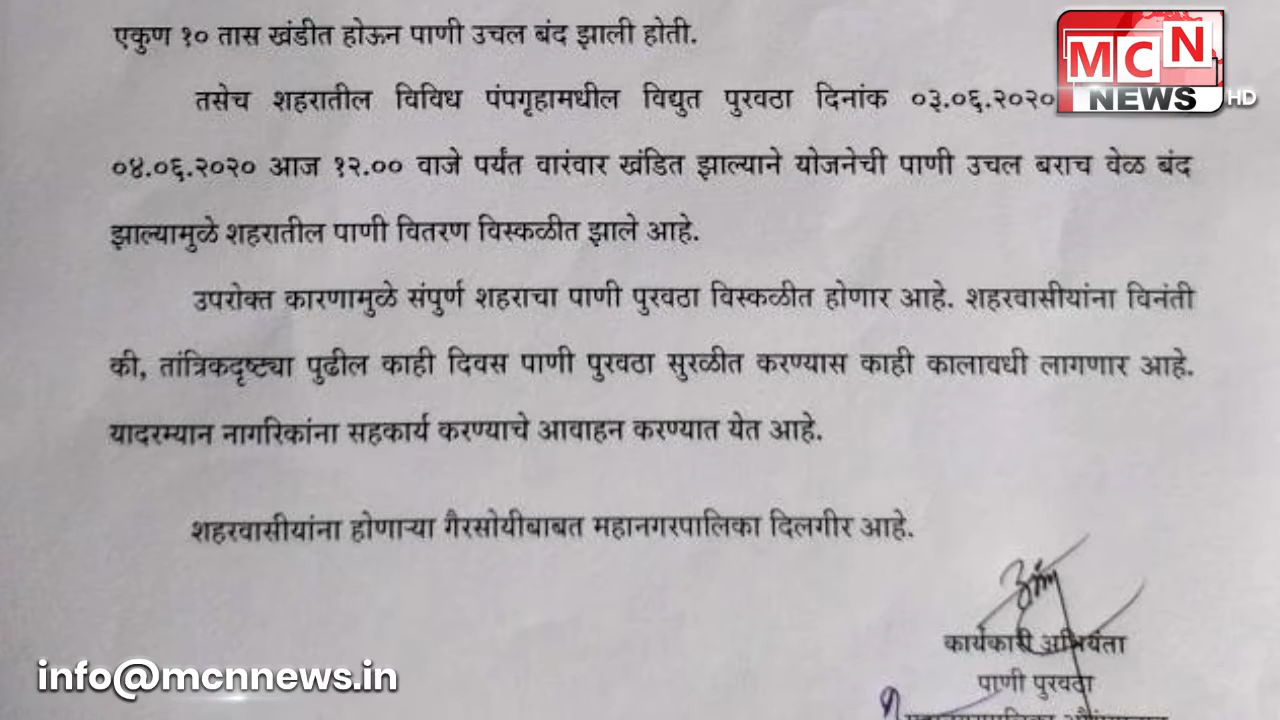 एकुण १० तास खंडीत होऊन पाणी उचल बंद झाली होती.
MCN
NEWS HD
तसेच शहरातील विविध पंपगृहामधील विद्युत पुरवठा दिनांक ०३.०६.२०२०
०४.०६.२०२० आज १२.०० वाजे पर्यंत वारंवार खंडित झाल्याने योजनेची पाणी उचल बराच वेळ बंद
झाल्यामुळे शहरातील पाणी वितरण विस्कळीत झाले आहे.
उपरोक्त कारणामुळे संपुर्ण शहराचा पाणी पुरवठा विस्कळीत होणार आहे. शहरवासीयांना विनंती
की, तांत्रिकदृष्ट्या पुढील काही दिवस पाणी पुरवठा सुरळीत करण्यास काही कालावधी लागणार आहे.
यादरम्यान नागरिकांना सहकार्य करण्याचे आवाहन करण्यात येत आहे.
शहरवासीयांना होणाऱ्या गैरसोयीबाबत महानगरपालिका दिलगीर आहे.
कार्यकारी अभियंता
पाणी पुरवठा
info@mcnnews.in